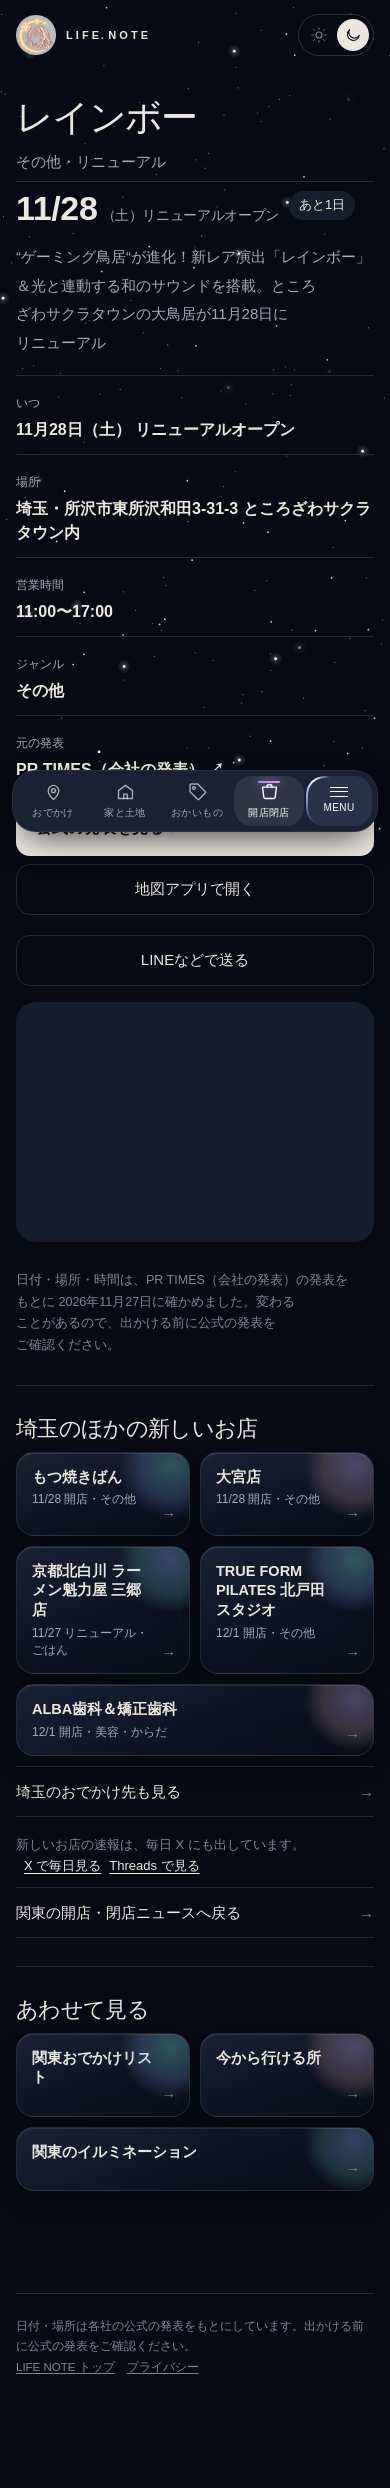 LIFE.NOTE
レインボー
その他・リニューアル
11/28 （土）リニューアルオープン あと1日
“ゲーミング鳥居“が進化！新レア演出「レインボー」
＆光と連動する和のサウンドを搭載。ところ
ざわサクラタウンの大鳥居が11月28日に
リニューアル
いつ
11月28日（土） リニューアルオープン
場所
埼玉・所沢市東所沢和田3-31-3 ところざわサクラ
タウン内
営業時間
11:00〜17:00
ジャンル
その他
元の発表
PR TIMES（会社の発表） ↗
おでかけ 家と土地 おかいもの 開店閉店 MENU
地図アプリで開く
LINEなどで送る
日付・場所・時間は、PR TIMES（会社の発表）の発表を
もとに 2026年11月27日に確かめました。変わる
ことがあるので、出かける前に公式の発表を
ご確認ください。
埼玉のほかの新しいお店
もつ焼きばん
11/28 開店・その他
→
大宮店
11/28 開店・その他
→
京都北白川 ラー
メン魁力屋 三郷
店
11/27 リニューアル・
ごはん
→
TRUE FORM
PILATES 北戸田
スタジオ
12/1 開店・その他
→
ALBA歯科＆矯正歯科
12/1 開店・美容・からだ
→
埼玉のおでかけ先も見る →
新しいお店の速報は、毎日 X にも出しています。
X で毎日見る Threads で見る
関東の開店・閉店ニュースへ戻る →
あわせて見る
関東おでかけリス
ト
→
今から行ける所
→
関東のイルミネーション
→
日付・場所は各社の公式の発表をもとにしています。出かける前
に公式の発表をご確認ください。
LIFE NOTE トップ プライバシー